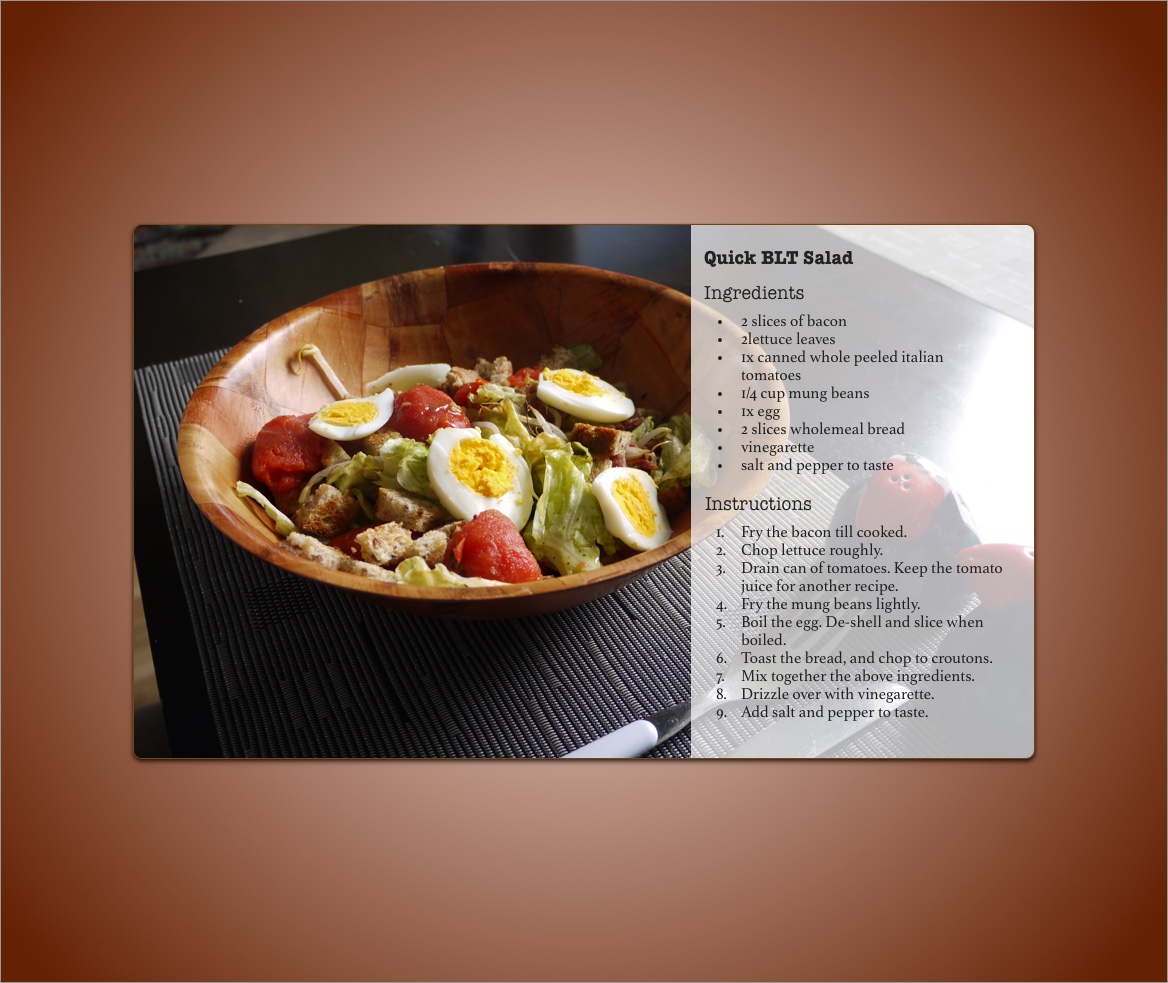 Quick BLT Salad
Ingredients
• 2 slices of bacon
• 2lettuce leaves
• 1x canned whole peeled italian
tomatoes
• 1/4 cup mung beans
• 1x egg
• 2 slices wholemeal bread
• vinegarette
• salt and pepper to taste
Instructions
1. Fry the bacon till cooked.
2. Chop lettuce roughly.
3. Drain can of tomatoes. Keep the tomato
juice for another recipe.
4. Fry the mung beans lightly.
5. Boil the egg. De-shell and slice when
boiled.
6. Toast the bread, and chop to croutons.
7. Mix together the above ingredients.
8. Drizzle over with vinegarette.
9. Add salt and pepper to taste.